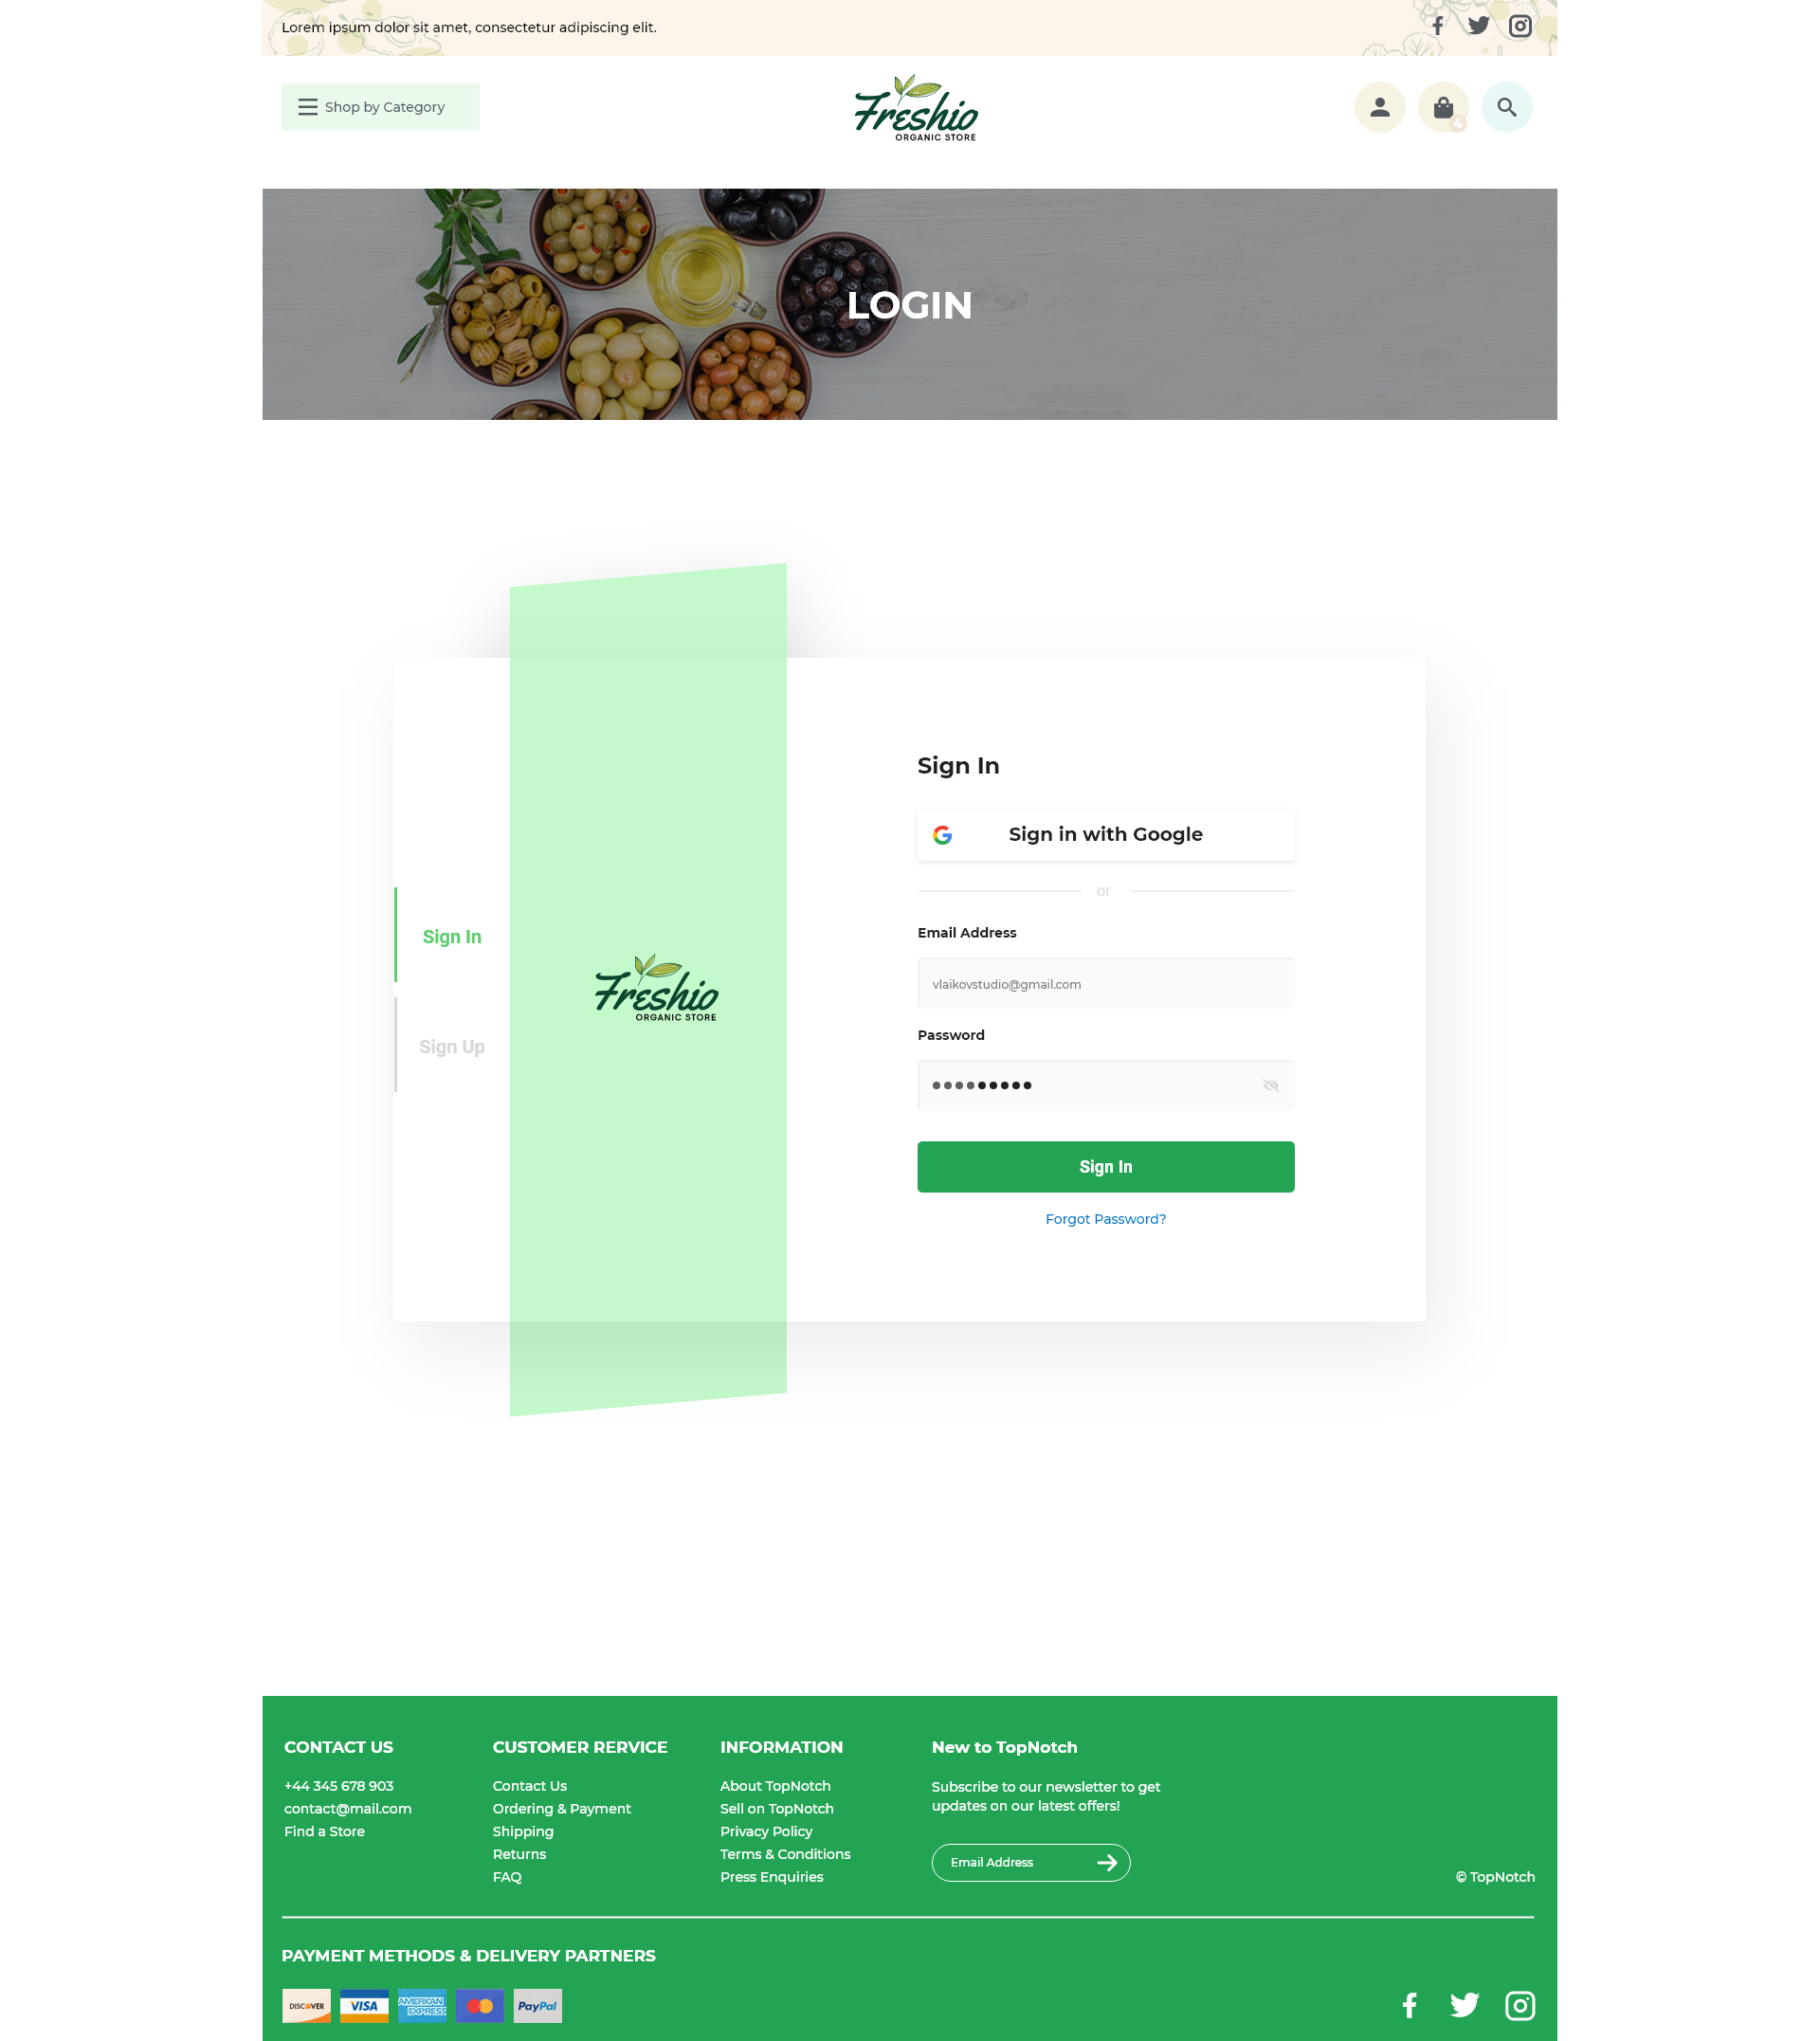 Lorem ipsum dolor sit amet, consectetur adipiscing elit.
Shop by Category
Freshio
ORGANIC STORE
4
LOGIN
Sign In
Sign in with Google
or
Email Address
vlaikovstudio@gmail.com
Password
Sign In
Forgot Password?
Sign In
Sign Up
Freshio
ORGANIC STORE
CONTACT US
+44 345 678 903
contact@mail.com
Find a Store
CUSTOMER RERVICE
Contact Us
Ordering & Payment
Shipping
Returns
FAQ
INFORMATION
About TopNotch
Sell on TopNotch
Privacy Policy
Terms & Conditions
Press Enquiries
New to TopNotch
Subscribe to our newsletter to get
updates on our latest offers!
Email Address
© TopNotch
PAYMENT METHODS & DELIVERY PARTNERS
DISCOVER
VISA
AMERICAN
EXPRESS
PayPal